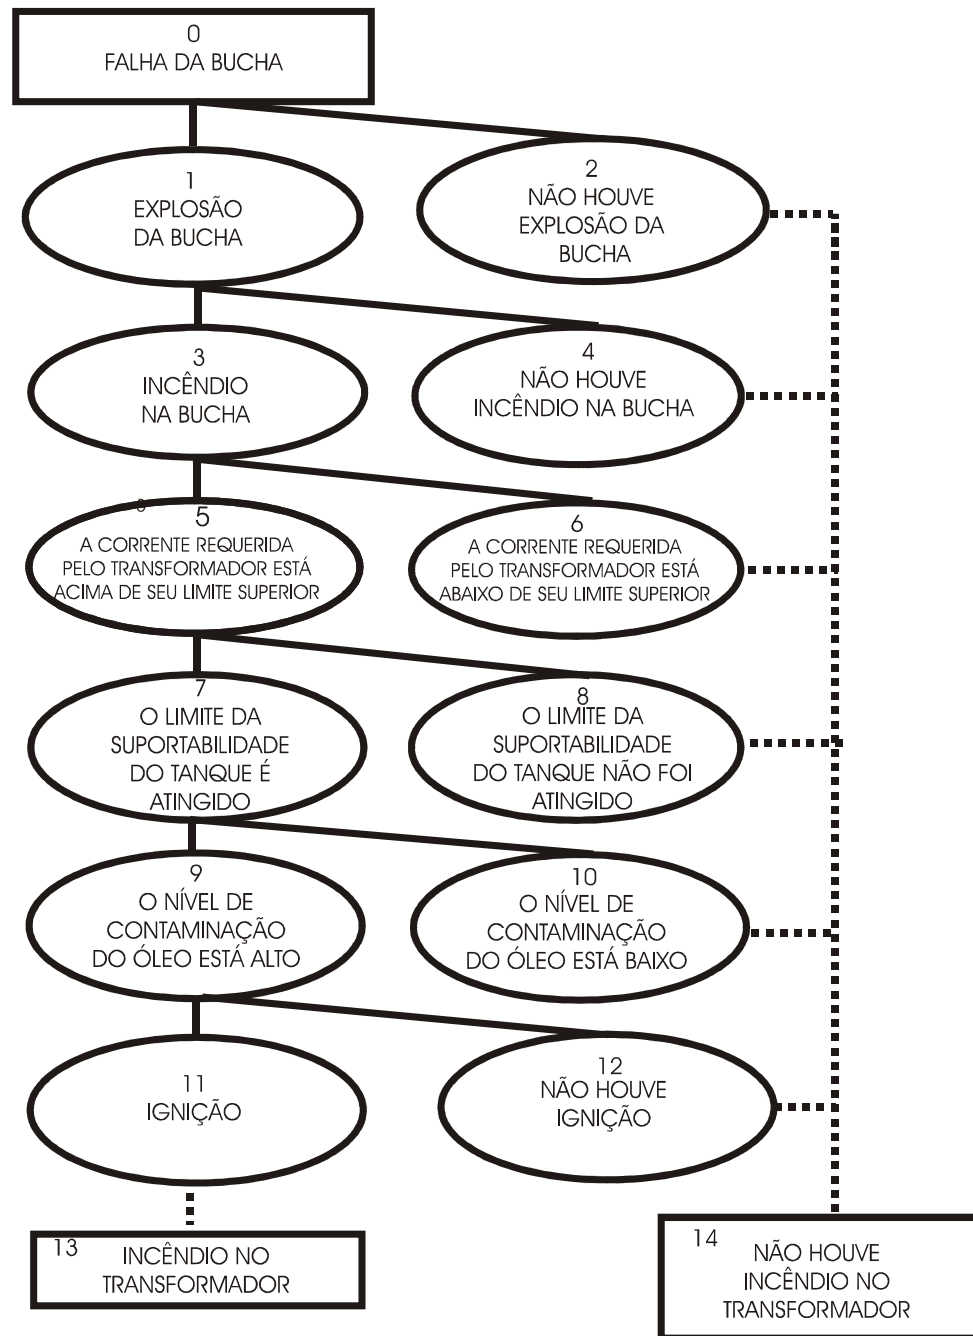 0
FALHA DA BUCHA
1
EXPLOSÃO
DA BUCHA
2
NÃO HOUVE
EXPLOSÃO DA
BUCHA
3
INCÊNDIO
NA BUCHA
4
NÃO HOUVE
INCÊNDIO NA BUCHA
5
A CORRENTE REQUERIDA
PELO TRANSFORMADOR ESTÁ
ACIMA DE SEU LIMITE SUPERIOR
6
A CORRENTE REQUERIDA
PELO TRANSFORMADOR ESTÁ
ABAIXO DE SEU LIMITE SUPERIOR
7
O LIMITE DA
SUPORTABILIDADE
DO TANQUE É
ATINGIDO
8
O LIMITE DA
SUPORTABILIDADE
DO TANQUE NÃO FOI
ATINGIDO
9
O NÍVEL DE
CONTAMINAÇÃO
DO ÓLEO ESTÁ ALTO
10
O NÍVEL DE
CONTAMINAÇÃO
DO ÓLEO ESTÁ BAIXO
11
IGNIÇÃO
12
NÃO HOUVE
IGNIÇÃO
13
INCÊNDIO NO
TRANSFORMADOR
14
NÃO HOUVE
INCÊNDIO NO
TRANSFORMADOR